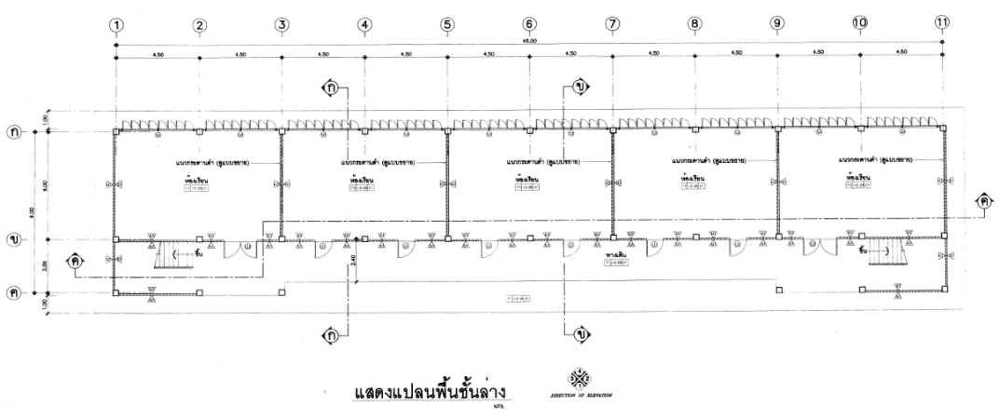 1 2 3 4 5 6 7 8 9 10 11
45.00
4.50 4.50 4.50 4.50 4.50 4.50 4.50 4.50 4.50 4.50
ก ข
1.00
ก
แนวกระดานดำ (ดูแบบขยาย) แนวกระดานดำ (ดูแบบขยาย) แนวกระดานดำ (ดูแบบขยาย) แนวกระดานดำ (ดูแบบขยาย) แนวกระดานดำ (ดูแบบขยาย)
ห้องเรียน ห้องเรียน ห้องเรียน ห้องเรียน ห้องเรียน
6.00
9.00
ค
ข
ขึ้น ทางเดิน ขึ้น
ค
2.40
3.00
ค
1.00
ก ข
แสดงแปลนพื้นชั้นล่าง
NTS.
4
3 2
1
DIRECTION OF ELEVATION